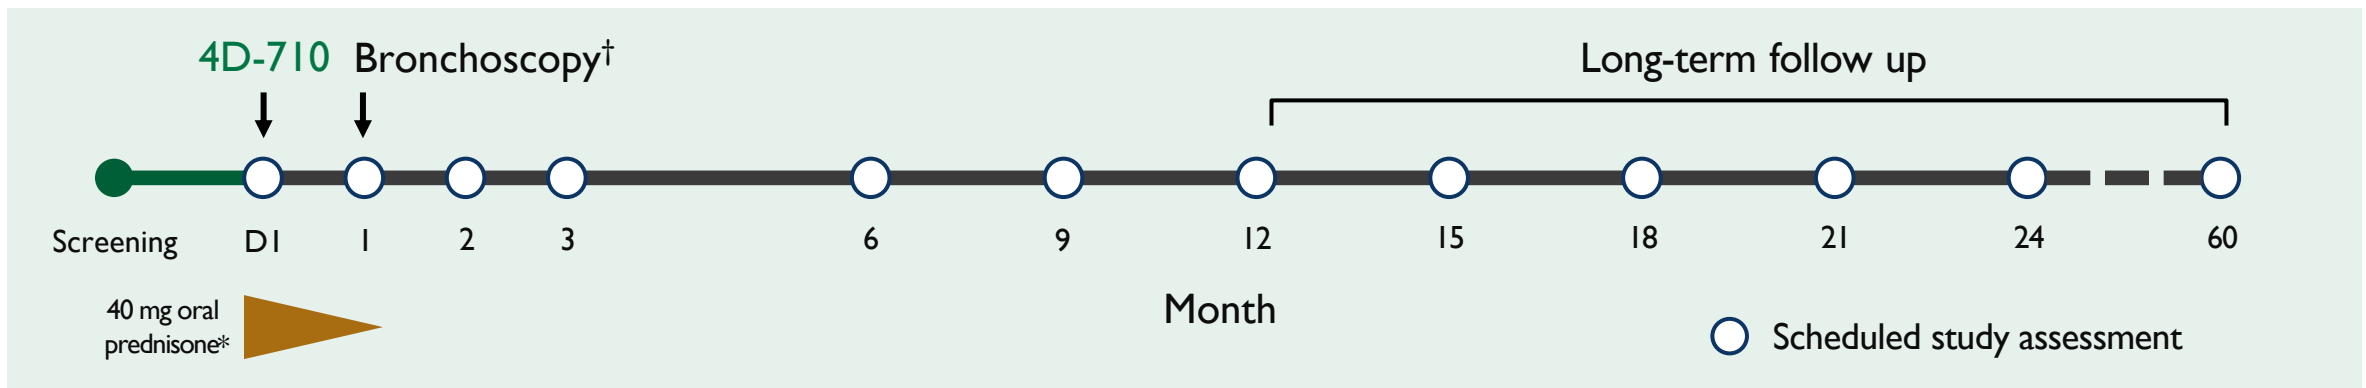 4D-710 Bronchoscopy†
Long-term follow up
Screening D1 1 2 3 6 9 12 15 18 21 24 60
40 mg oral
prednisone*
Month
Scheduled study assessment